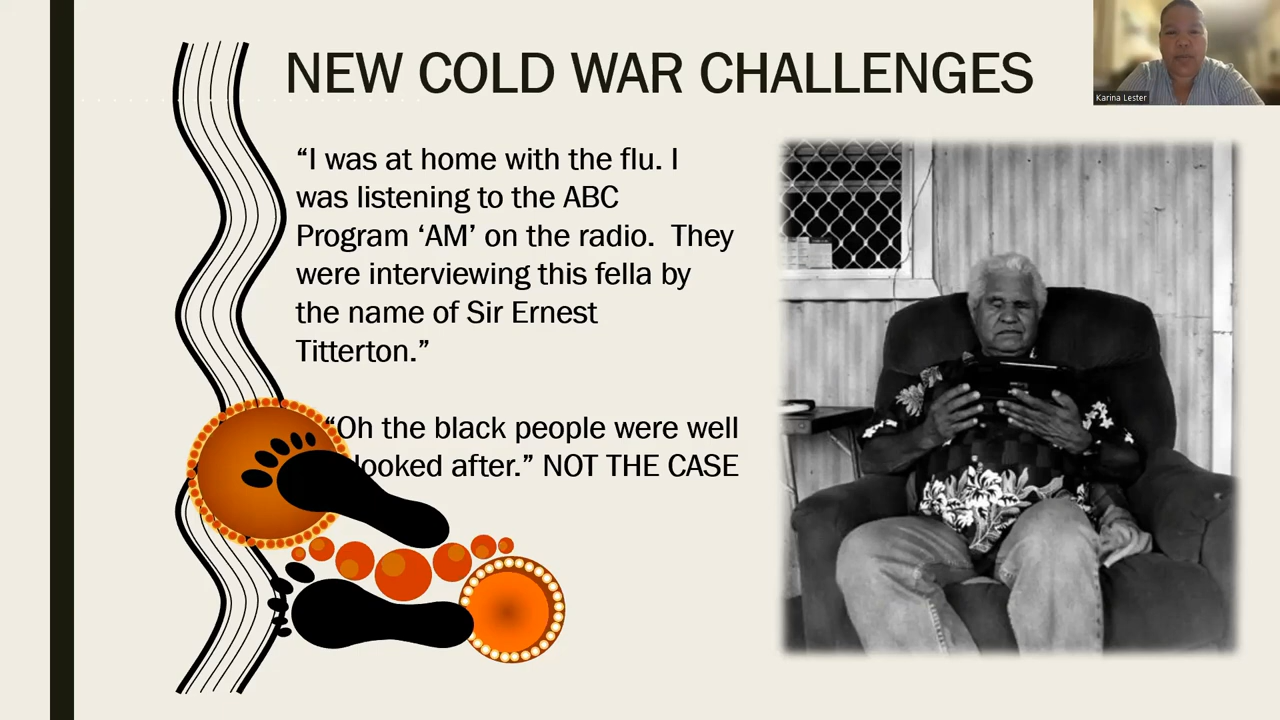 NEW COLD WAR CHALLENGES
Karina Lester
“I was at home with the flu. I
was listening to the ABC
Program ‘AM’ on the radio.  They
were interviewing this fella by
the name of Sir Ernest
Titterton.”
“Oh the black people were well
looked after.” NOT THE CASE